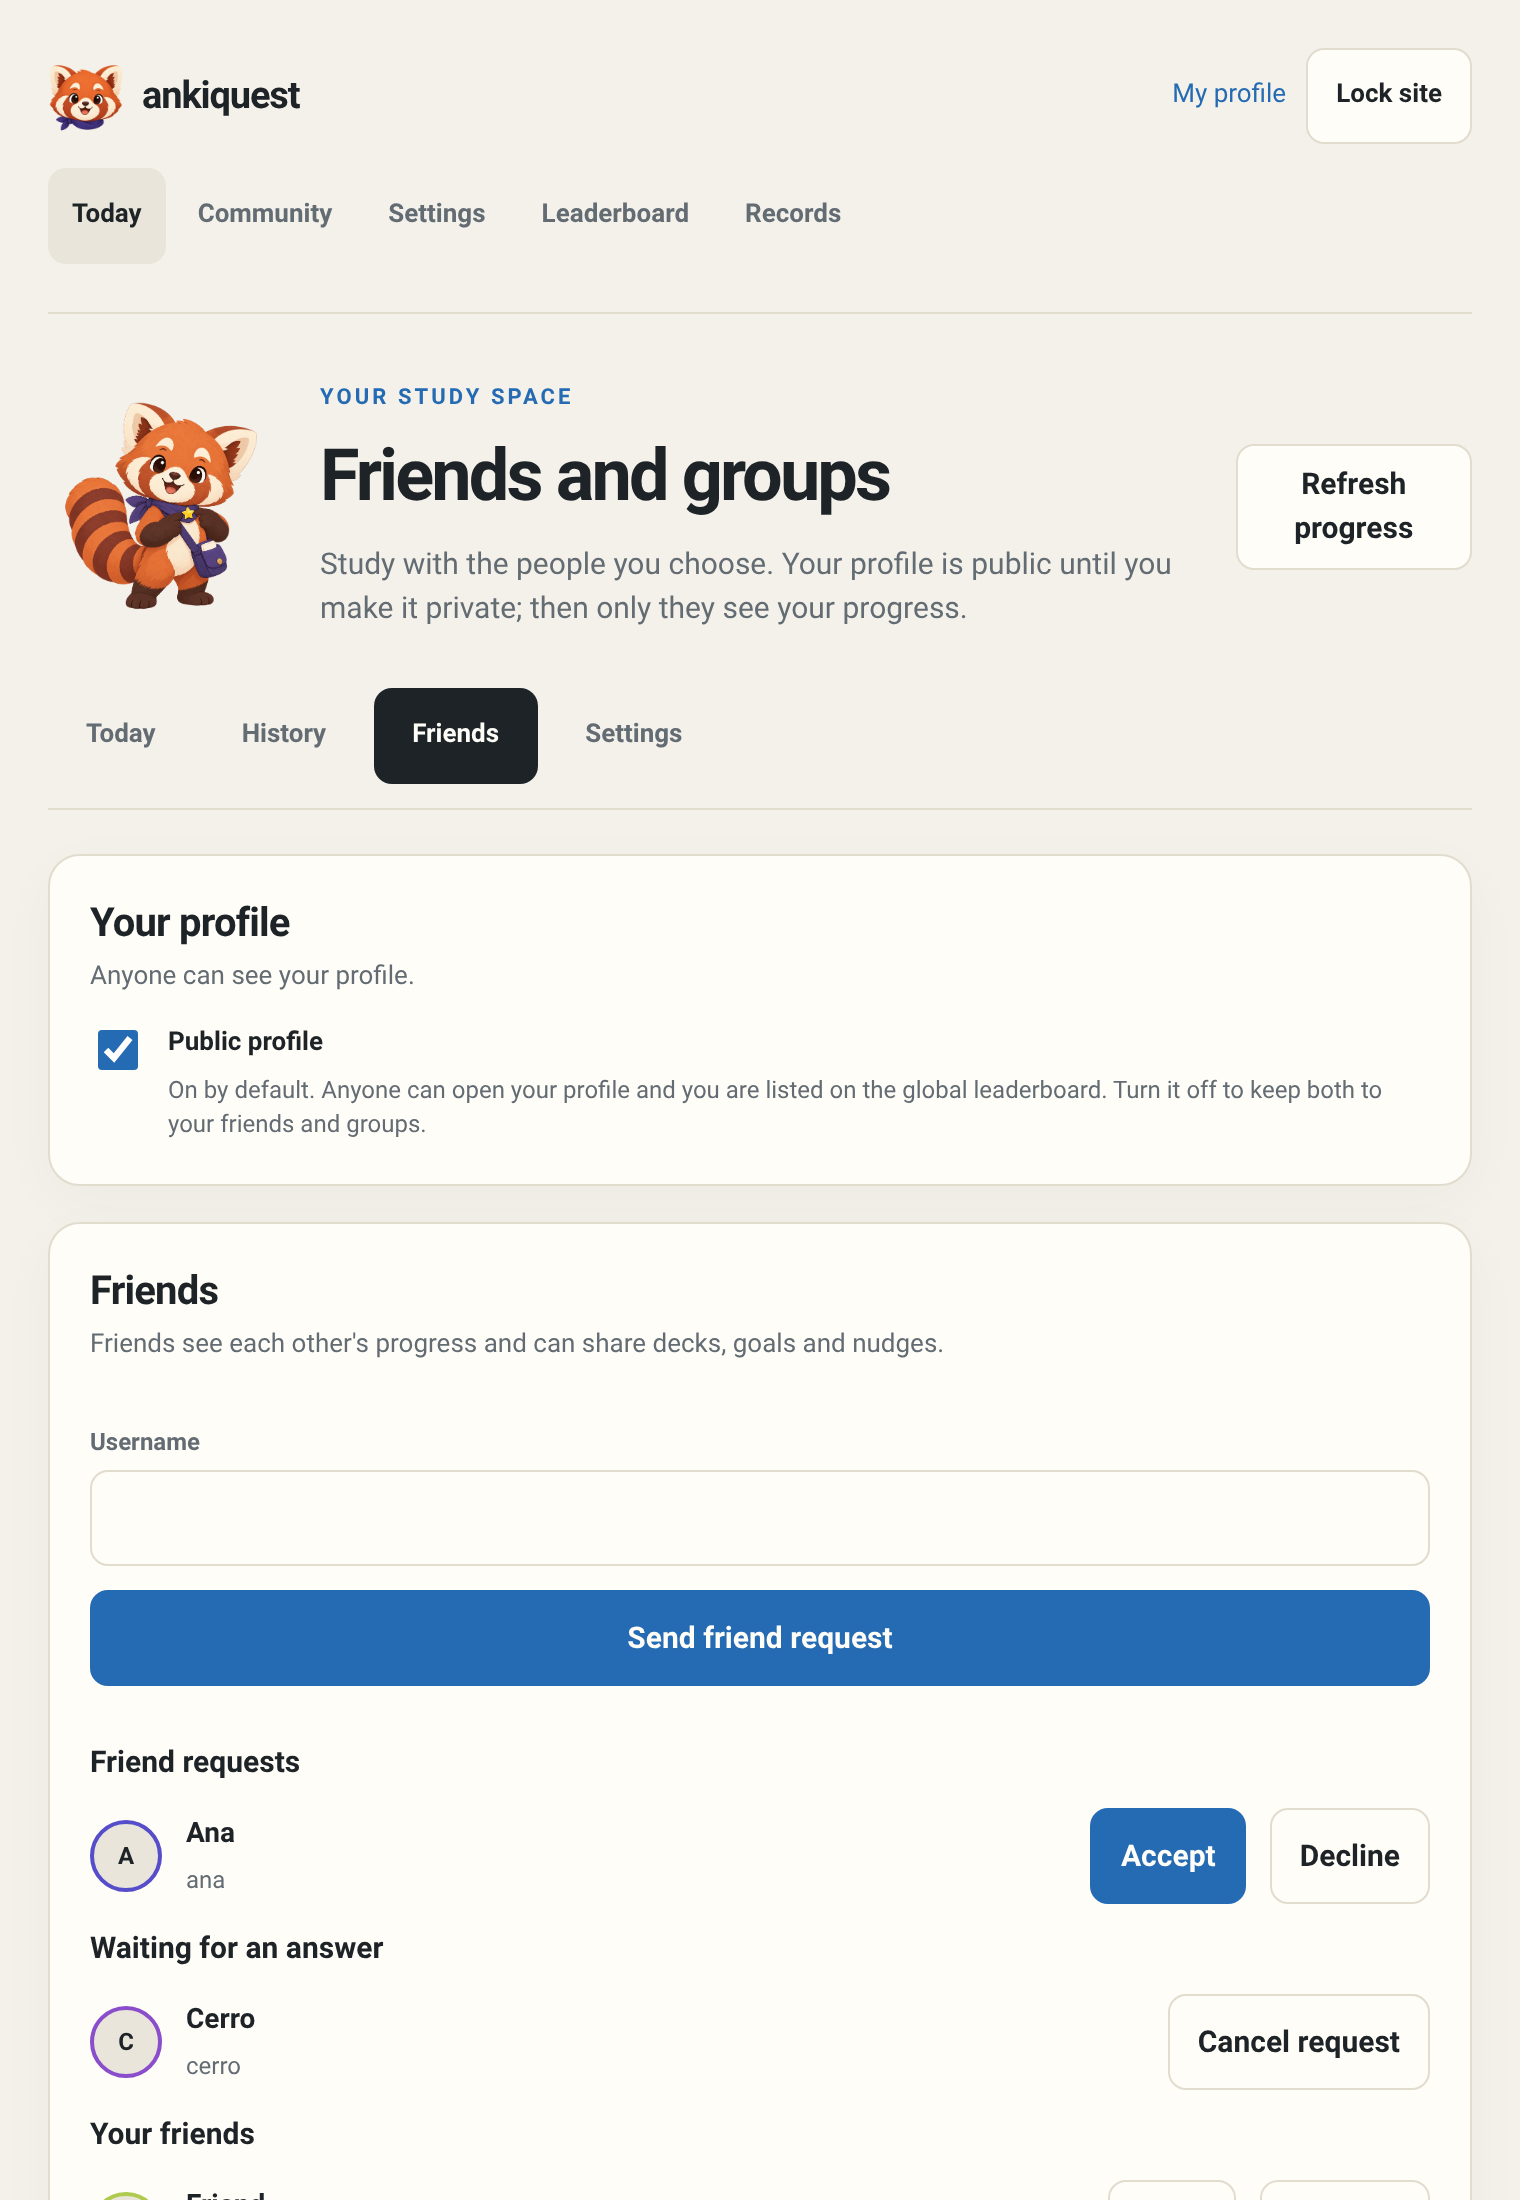 ankiquest
My profile
Lock site
Today
Community
Settings
Leaderboard
Records
YOUR STUDY SPACE
Friends and groups
Study with the people you choose. Your profile is public until you
make it private; then only they see your progress.
Refresh
progress
Today
History
Friends
Settings
Your profile
Anyone can see your profile.
Public profile
On by default. Anyone can open your profile and you are listed on the global leaderboard. Turn it off to keep both to
your friends and groups.
Friends
Friends see each other's progress and can share decks, goals and nudges.
Username
Send friend request
Friend requests
A
Ana
ana
Accept
Decline
Waiting for an answer
C
Cerro
cerro
Cancel request
Your friends
Friend